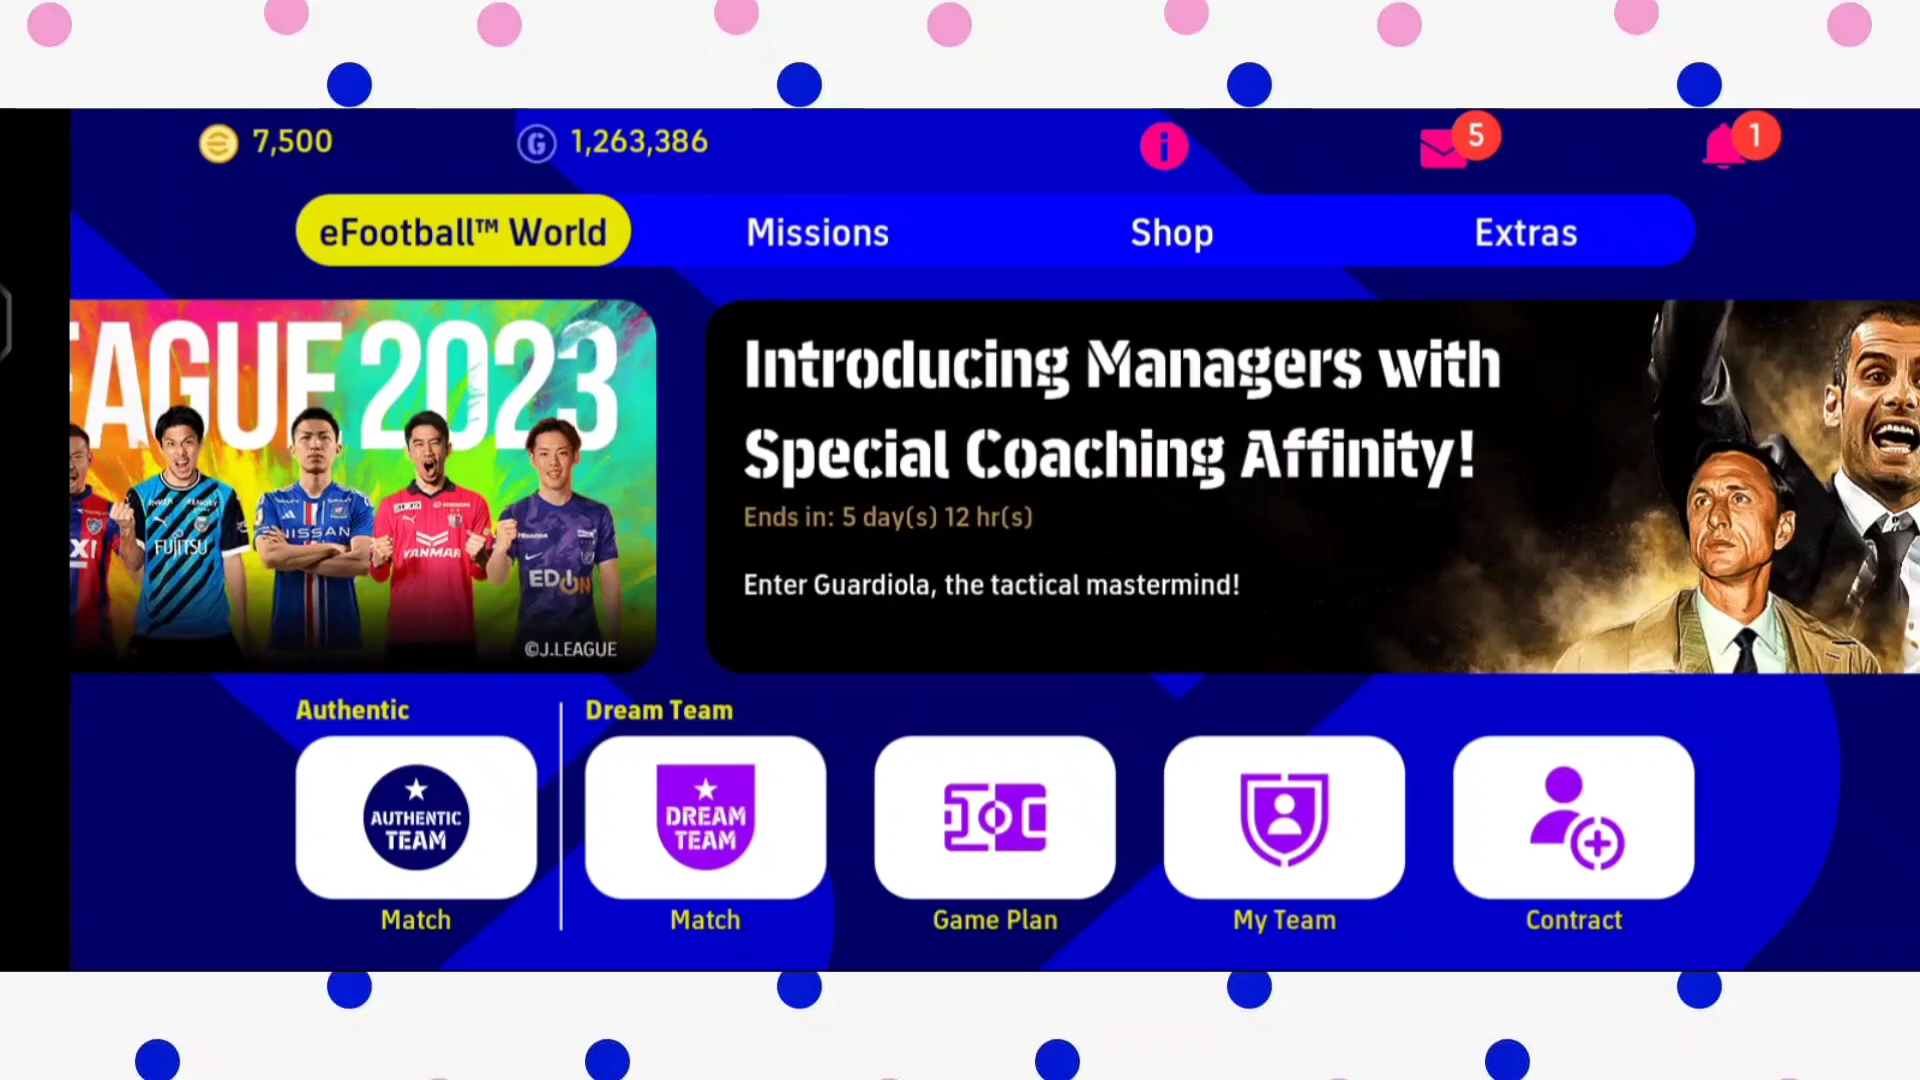 7,500
1,263,386
5
1
eFootball™ World
Missions
Shop
Extras
EAGUE 2023
FUJITSU
NISSAN
YANMAR
EDION
©J.LEAGUE
Introducing Managers with
Special Coaching Affinity!
Ends in: 5 day(s) 12 hr(s)
Enter Guardiola, the tactical mastermind!
Authentic
Dream Team
AUTHENTIC
TEAM
DREAM
TEAM
Match
Match
Game Plan
My Team
Contract